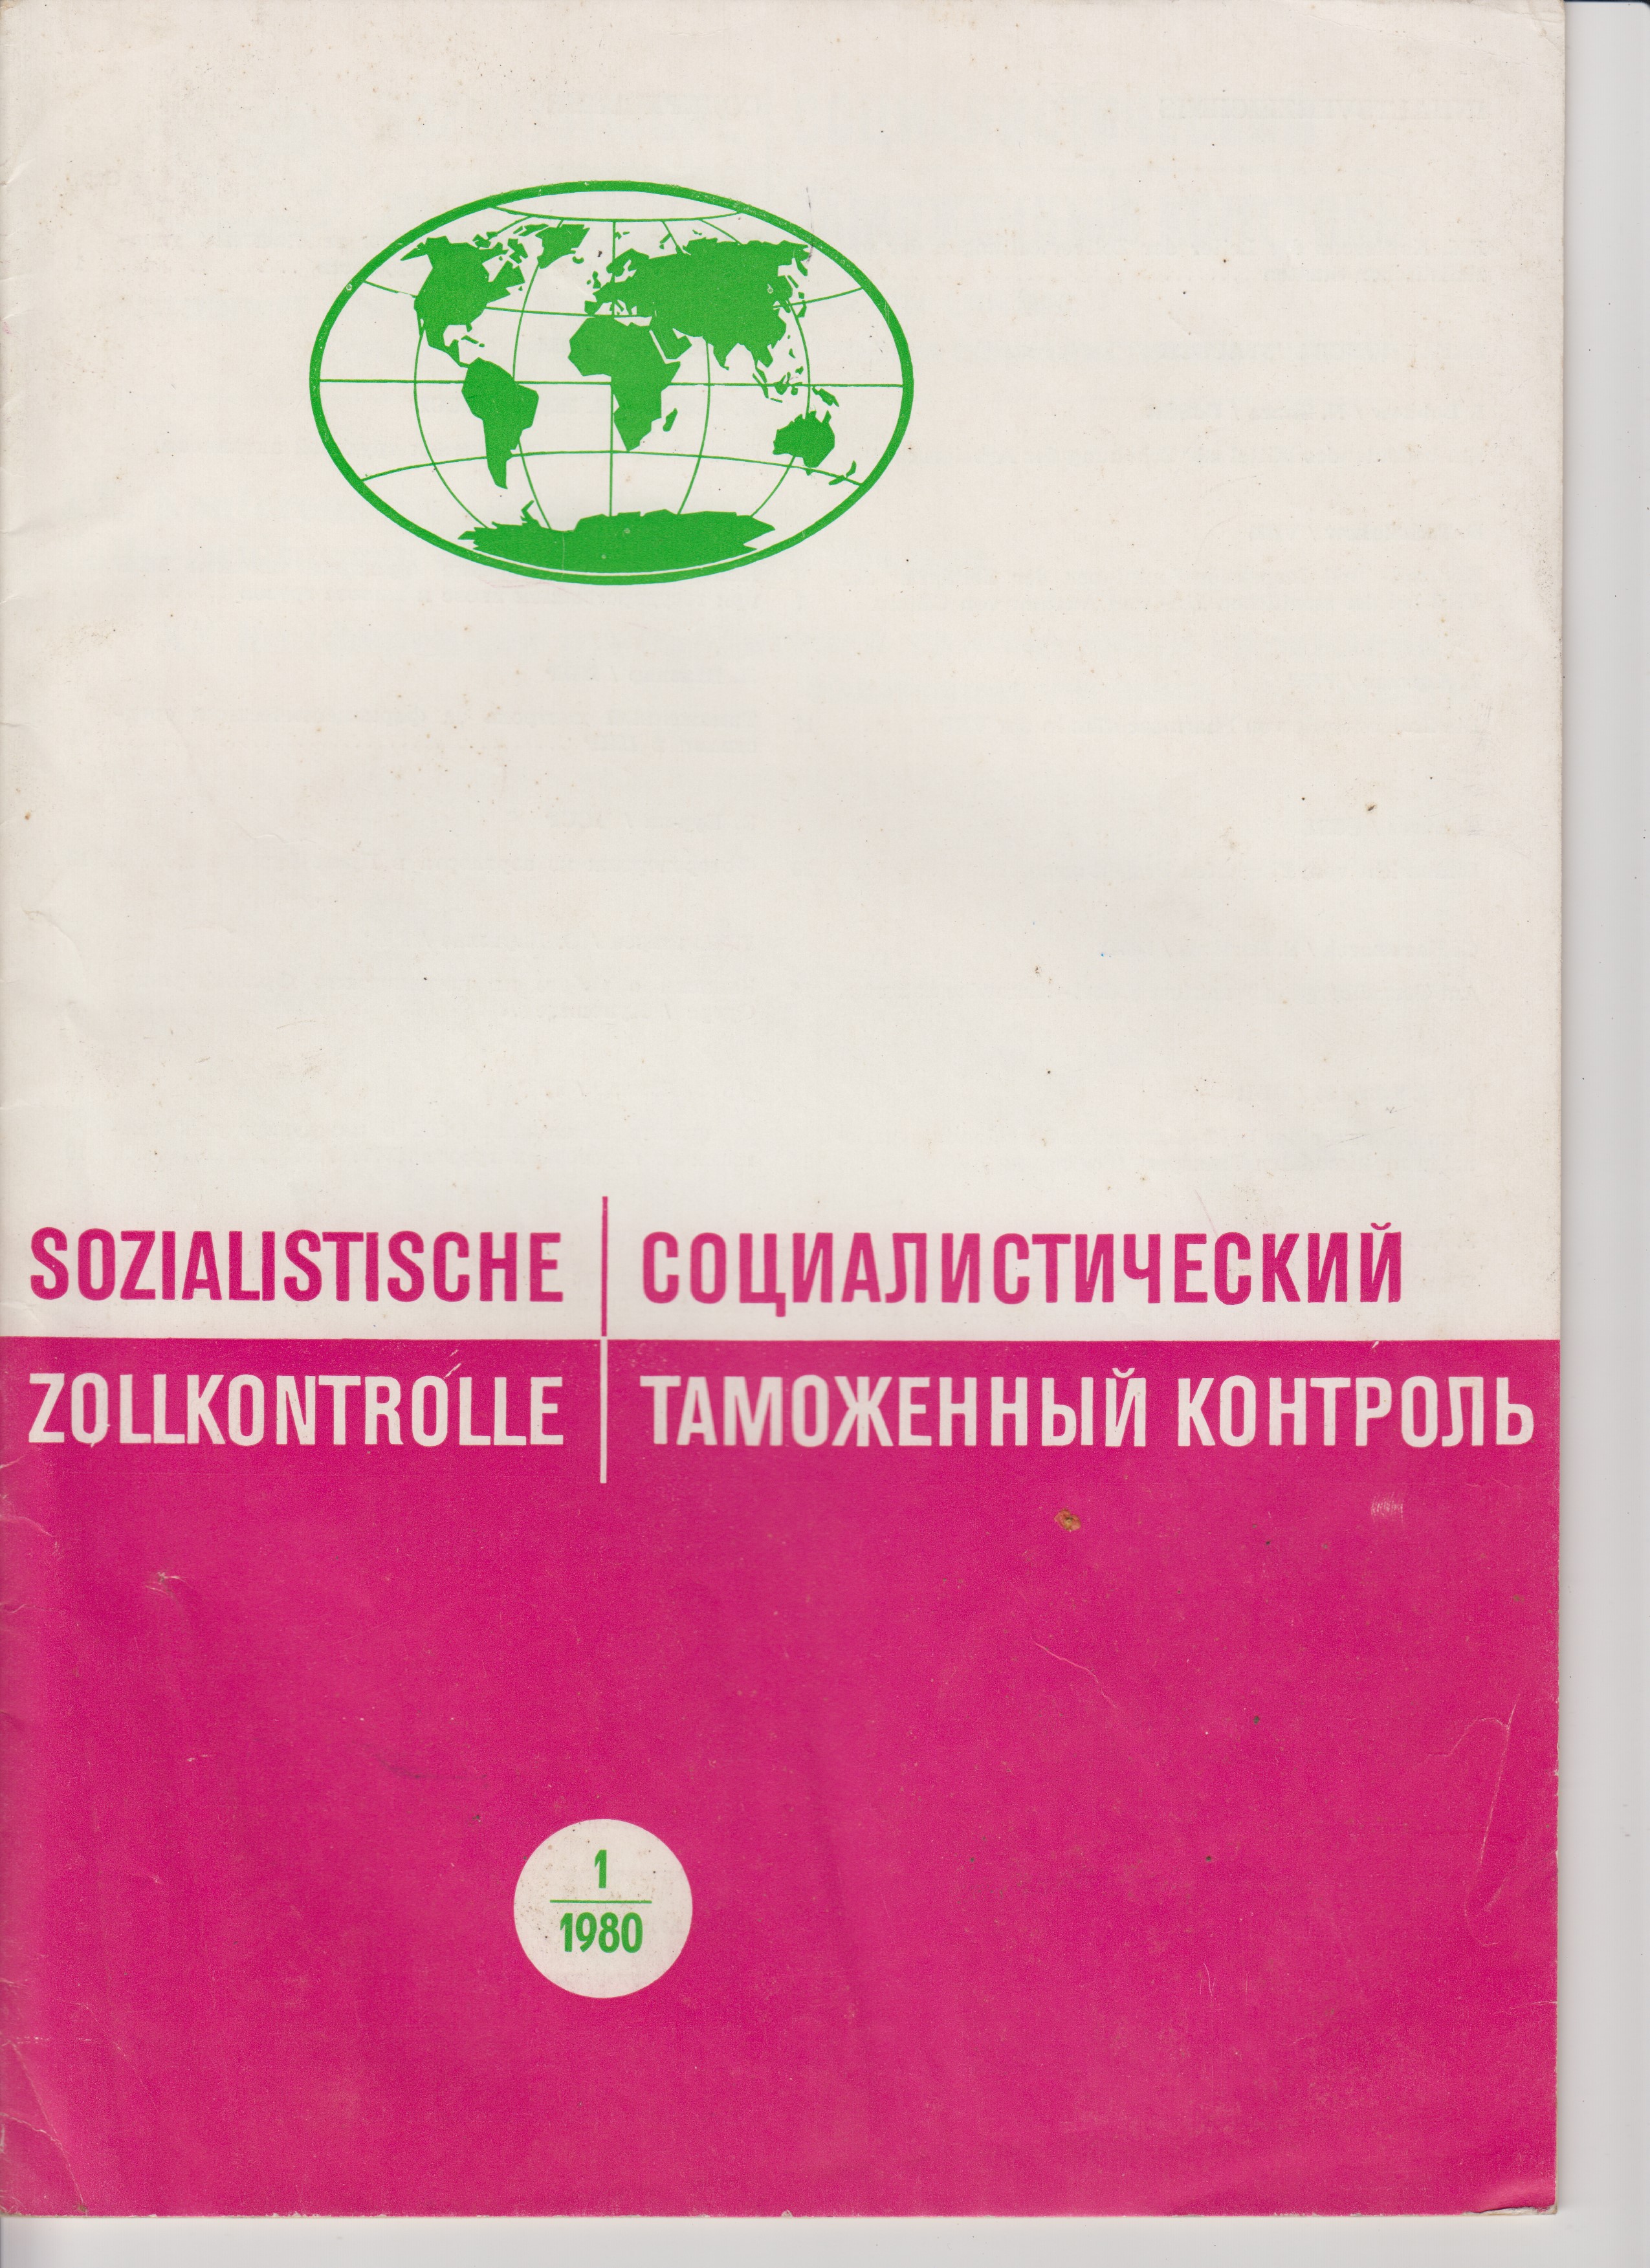 SOZIALISTISCHE
ZOLLKONTROLLE
СОЦИАЛИСТИЧЕСКИЙ
ТАМОЖЕННЫЙ КОНТРОЛЬ
1
1980